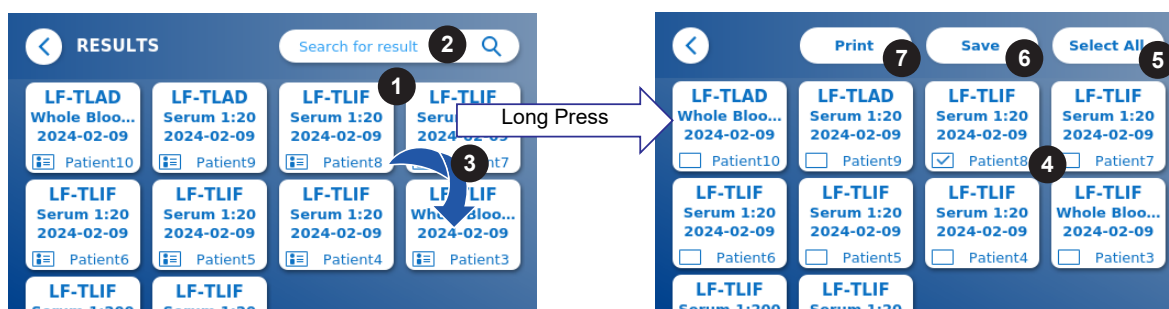 RESULTS
Search for result
2
1
LF-TLAD
Whole Bloo...
2024-02-09
Patient10
LF-TLAD
Serum 1:20
2024-02-09
Patient9
LF-TLIF
Serum 1:20
2024-02-09
Patient8
LF-TLIF
2024
3
LF-TLIF
Serum 1:20
2024-02-09
Patient6
LF-TLIF
Serum 1:20
2024-02-09
Patient5
LF-TLIF
Serum 1:20
2024-02-09
Patient4
Bloo...
2024-02-09
Patient3
LF-TLIF
LF-TLIF
Long Press
Print
7
Save
6
Select All
5
LF-TLAD
Whole Bloo...
2024-02-09
Patient10
LF-TLAD
Serum 1:20
2024-02-09
Patient9
LF-TLIF
Serum 1:20
2024-02-09
Patient8
4
LF-TLIF
Serum 1:20
2024-02-09
Patient7
LF-TLIF
Serum 1:20
2024-02-09
Patient6
LF-TLIF
Serum 1:20
2024-02-09
Patient5
LF-TLIF
Serum 1:20
2024-02-09
Patient4
LF-TLIF
Whole Bloo...
2024-02-09
Patient3
LF-TLIF
LF-TLIF